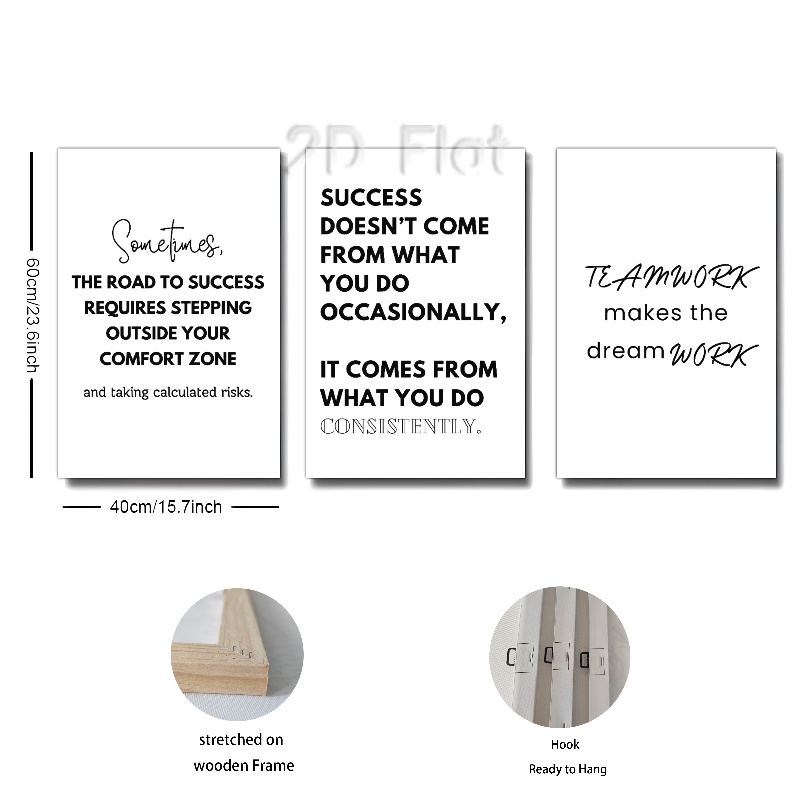 2D Flat
Sometimes,
THE ROAD TO SUCCESS
REQUIRES STEPPING
OUTSIDE YOUR
COMFORT ZONE
and taking calculated risks.
SUCCESS
DOESN’T COME
FROM WHAT
YOU DO
OCCASIONALLY,
IT COMES FROM
WHAT YOU DO
CONSISTENTLY.
TEAMWORK
makes the
dream WORK
60cm/23.6inch
40cm/15.7inch
stretched on
wooden Frame
Hook
Ready to Hang